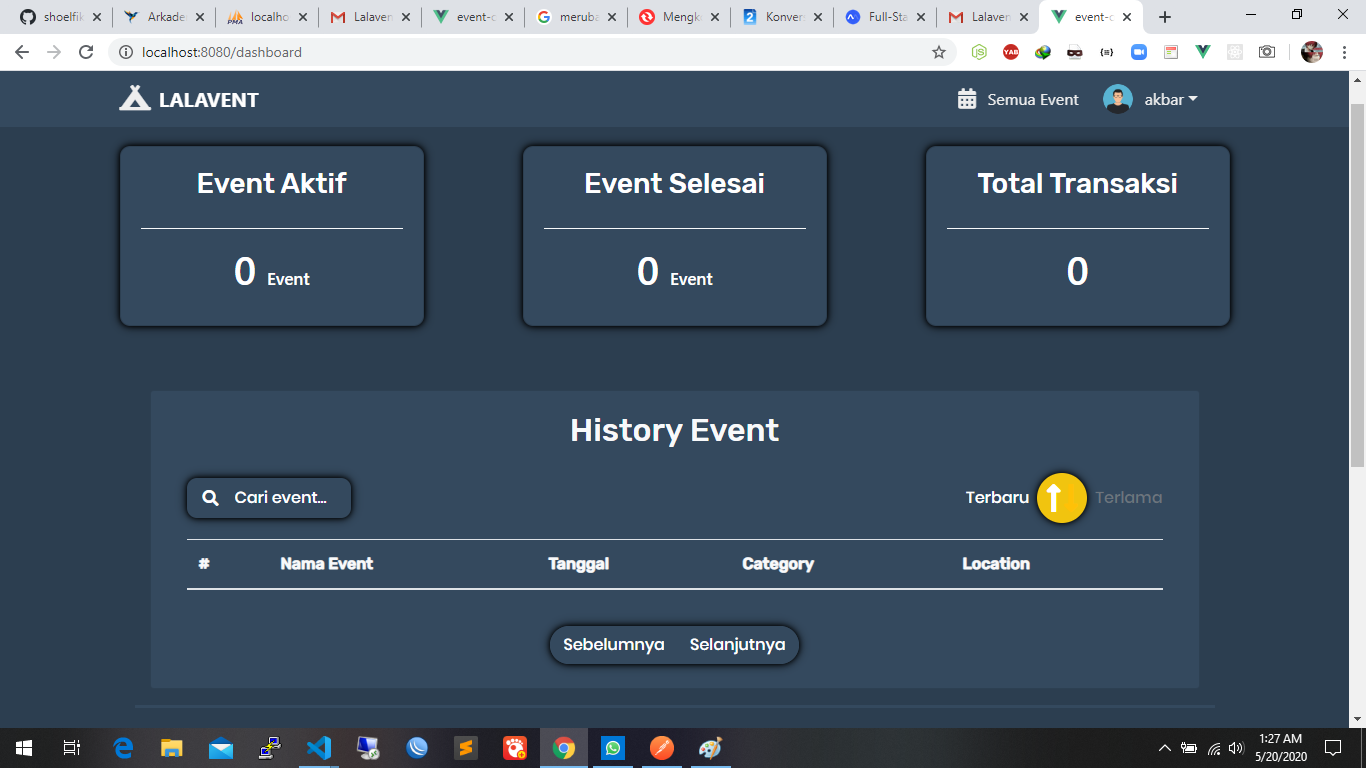 shoelfik
Arkade
localho
Lalaven
event-c
meruba
Mengk
Konver
Full-Sta
Lalaven
event-c
localhost:8080/dashboard
LALAVENT
Semua Event
akbar
Event Aktif
0 Event
Event Selesai
0 Event
Total Transaksi
0
History Event
Cari event...
Terbaru
Terlama
# Nama Event Tanggal Category Location
Sebelumnya Selanjutnya
1:27 AM
5/20/2020